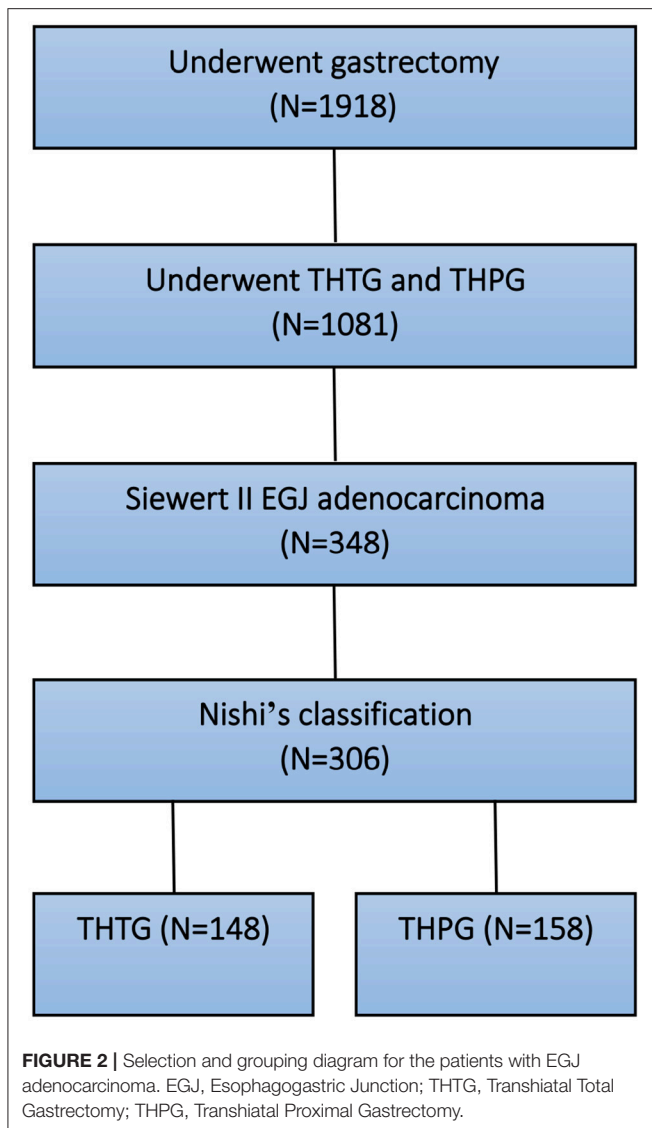 Underwent gastrectomy
(N=1918)
Underwent THTG and THPG
(N=1081)
Siewert II EGJ adenocarcinoma
(N=348)
Nishi’s classification
(N=306)
THTG (N=148)
THPG (N=158)
FIGURE 2 | Selection and grouping diagram for the patients with EGJ
adenocarcinoma. EGJ, Esophagogastric Junction; THTG, Transhiatal Total
Gastrectomy; THPG, Transhiatal Proximal Gastrectomy.